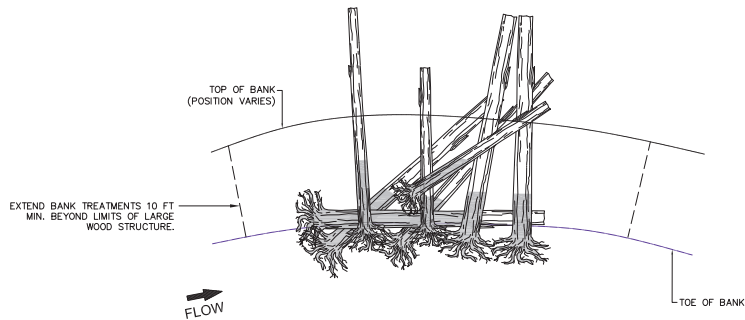 TOP OF BANK
(POSITION VARIES)
EXTEND BANK TREATMENTS 10 FT
MIN. BEYOND LIMITS OF LARGE
WOOD STRUCTURE.
FLOW
TOE OF BANK